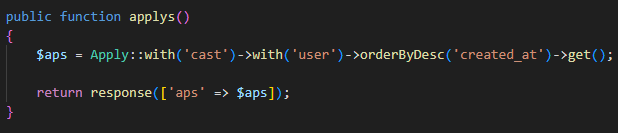 public function applys()
{
    $aps = Apply::with('cast')->with('user')->orderByDesc('created_at')->get();
    return response(['aps' => $aps]);
}